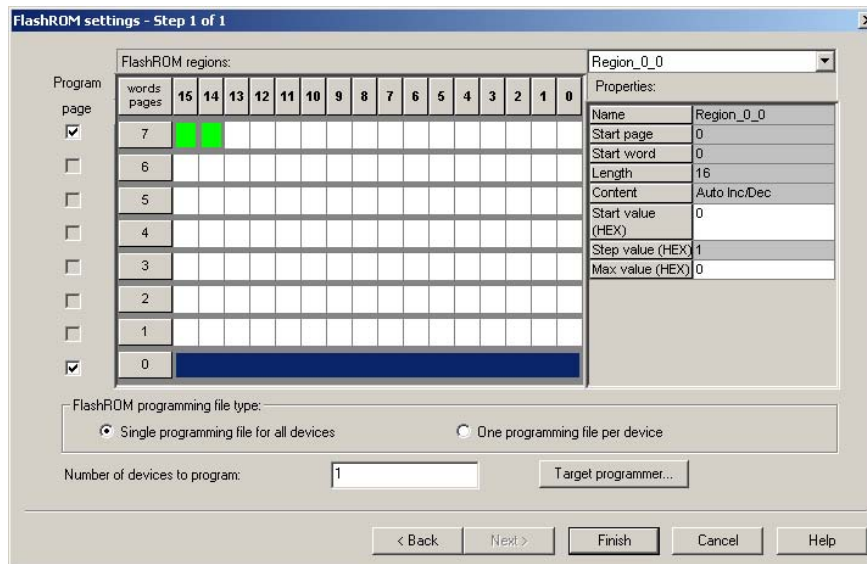 FlashROM settings - Step 1 of 1
FlashROM regions:
Region_0_0
Program page
words pages 15 14 13 12 11 10 9 8 7 6 5 4 3 2 1 0
7
6
5
4
3
2
1
0
Properties:
Name Region_0_0
Start page 0
Start word 0
Length 16
Content Auto Inc/Dec
Start value (HEX) 0
Step value (HEX) 1
Max value (HEX) 0
FlashROM programming file type:
Single programming file for all devices
One programming file per device
Number of devices to program: 1
Target programmer...
< Back
Next >
Finish
Cancel
Help